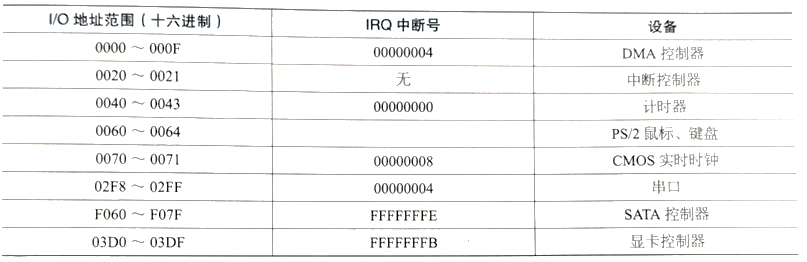 I/O 地址范围（十六进制） IRQ 中断号 设备
0000 ～ 000F 00000004 DMA 控制器
0020 ～ 0021 无 中断控制器
0040 ～ 0043 00000000 计时器
0060 ～ 0064 PS/2 鼠标、键盘
0070 ～ 0071 00000008 CMOS 实时时钟
02F8 ～ 02FF 00000004 串口
F060 ～ F07F FFFFFFFE SATA 控制器
03D0 ～ 03DF FFFFFFFB 显卡控制器